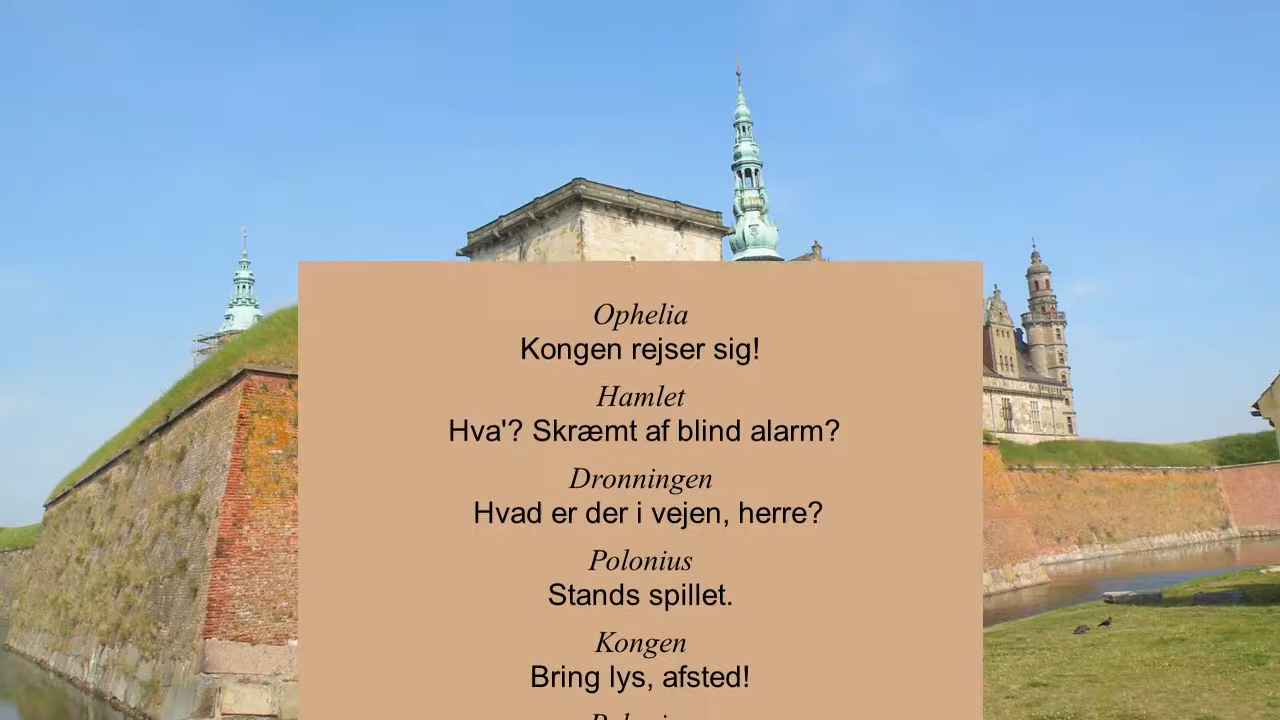 Ophelia
Kongen rejser sig!
Hamlet
Hva'? Skræmt af blind alarm?
Dronningen
Hvad er der i vejen, herre?
Polonius
Stands spillet.
Kongen
Bring lys, afsted!